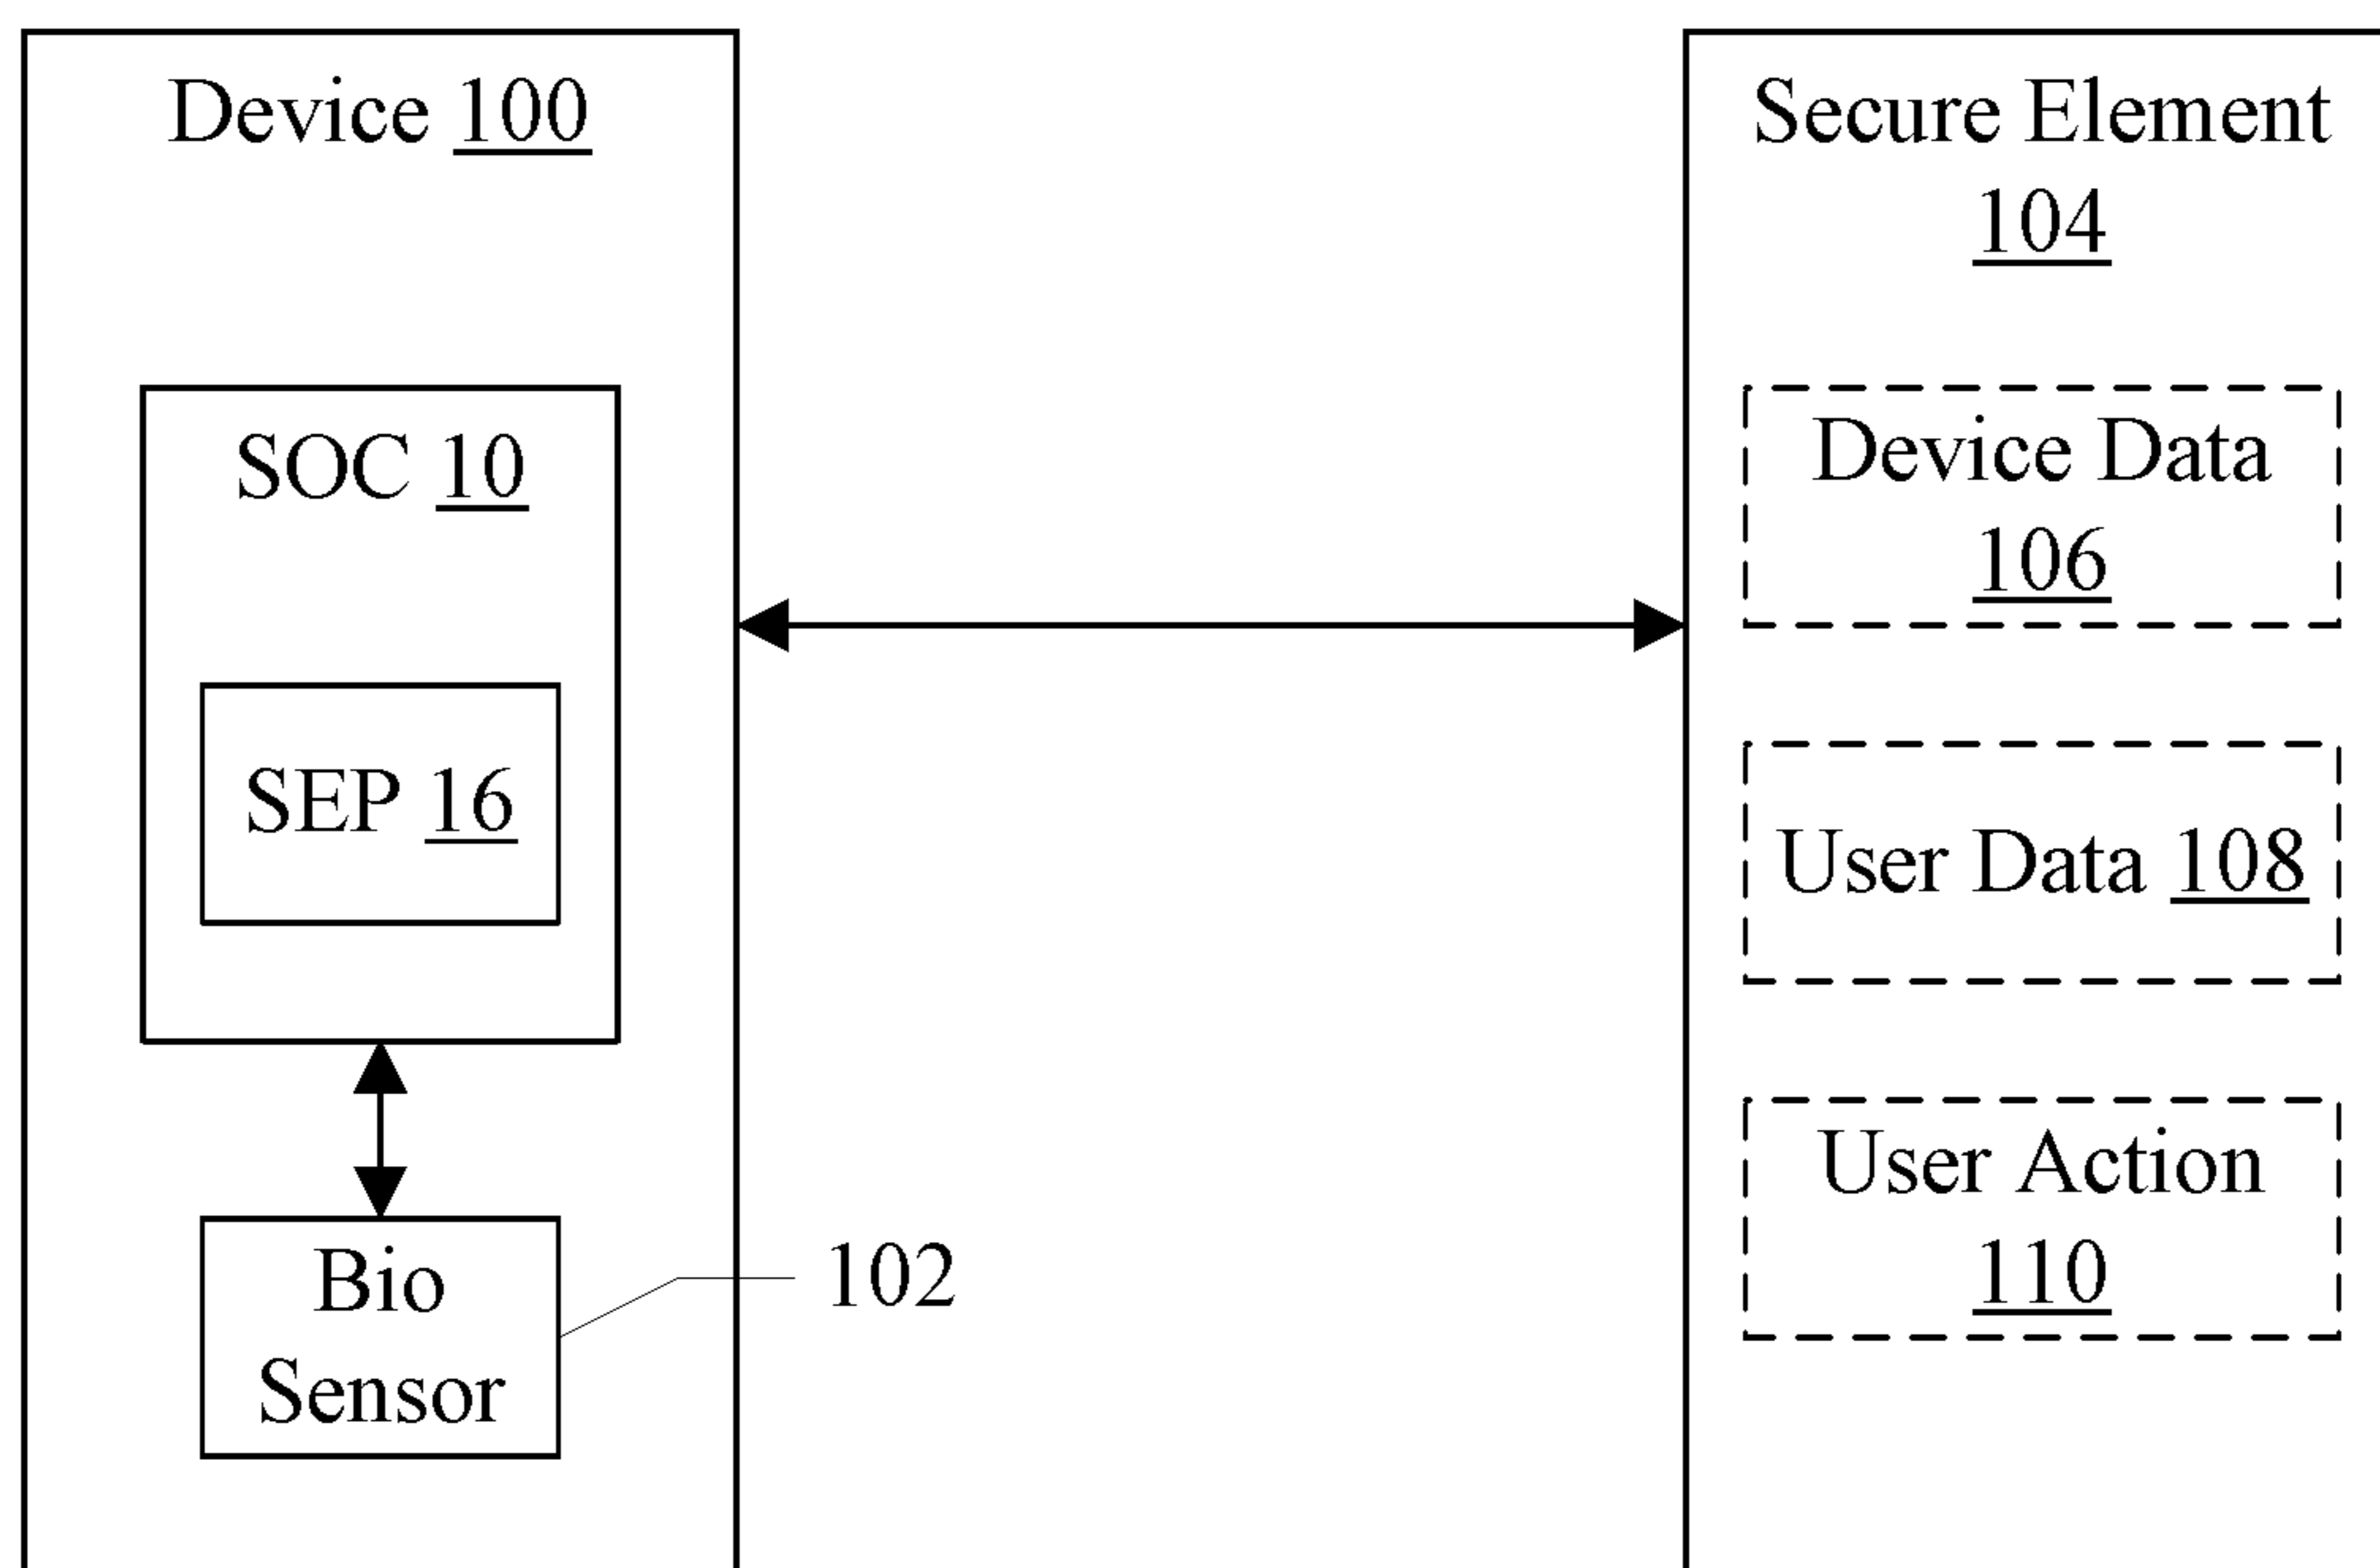 Device 100
SOC 10
SEP 16
Bio
Sensor
102
Secure Element
104
Device Data
106
User Data 108
User Action
110